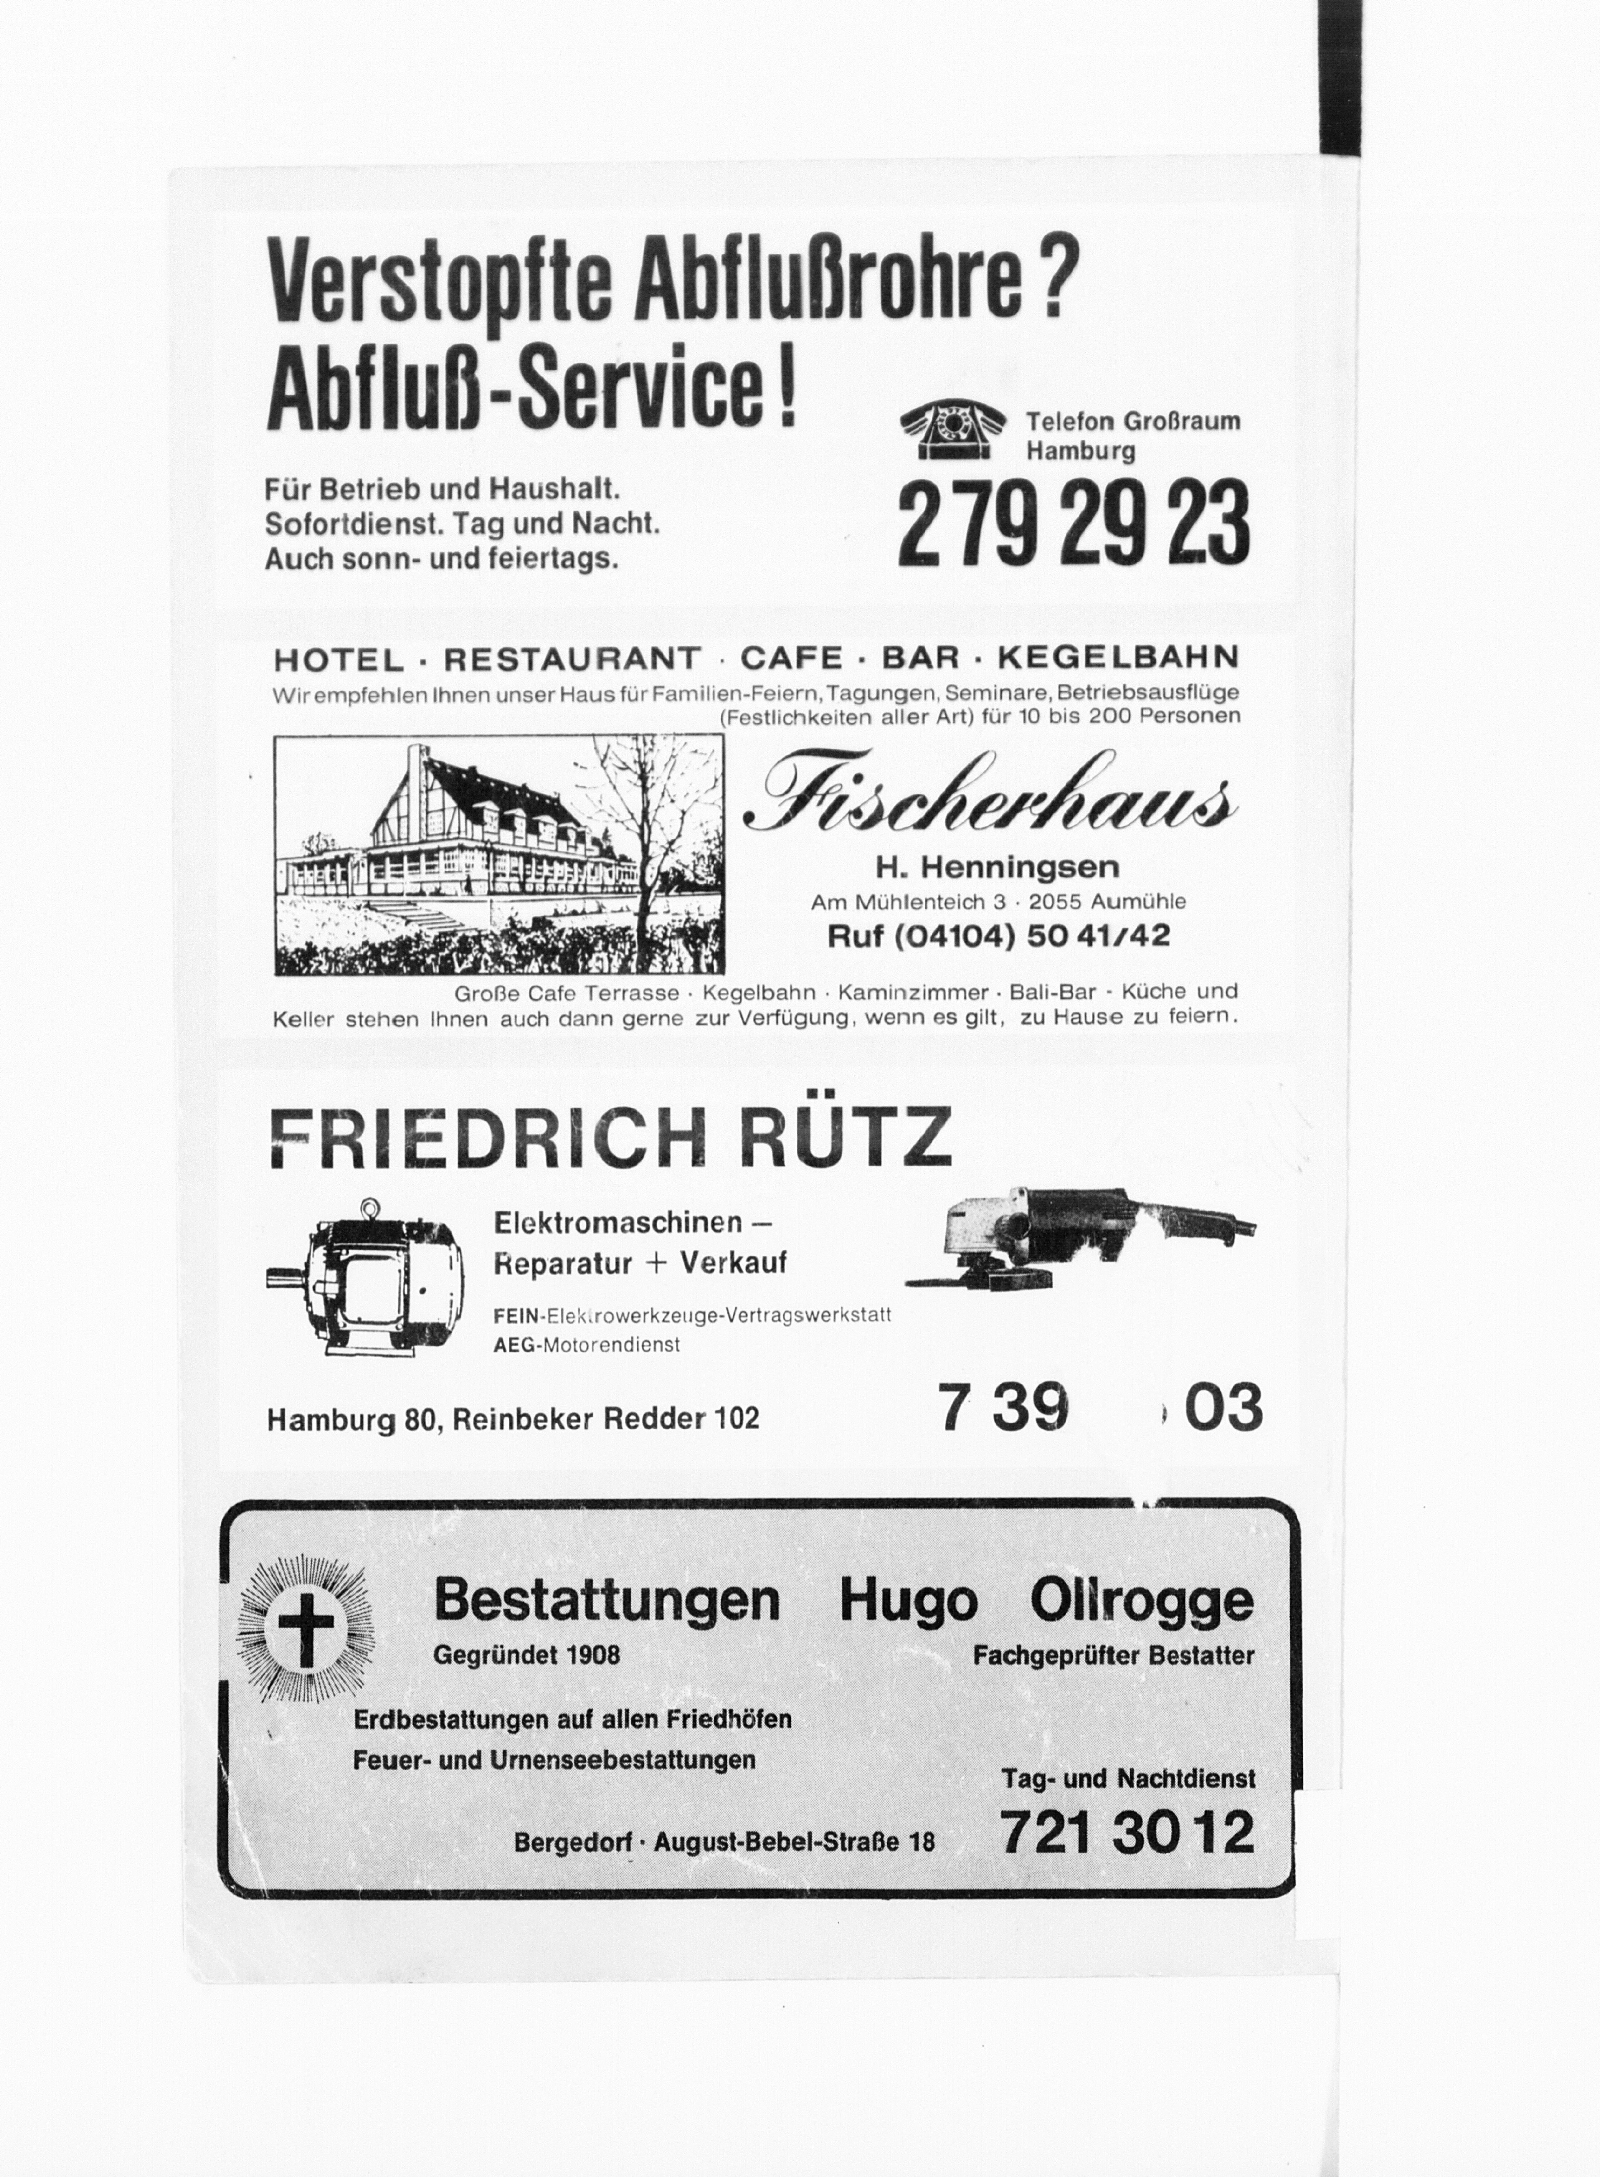 Verstopfte Abflußrohre?
Abfluß-Service!
Telefon Großraum
Hamburg
Für Betrieb und Haushalt.
Sofortdienst. Tag und Nacht.
Auch sonn- und feiertags.
2 79 29 23
HOTEL · RESTAURANT · CAFE · BAR · KEGELBAHN
Wir empfehlen Ihnen unser Haus für Familien-Feiern, Tagungen, Seminare, Betriebsausflüge
(Festlichkeiten aller Art) für 10 bis 200 Personen
Fischerhaus
H. Henningsen
Am Mühlenteich 3 · 2055 Aumühle
Ruf (04104) 50 41/42
Große Cafe Terrasse · Kegelbahn · Kaminzimmer · Bali-Bar - Küche und
Keller stehen Ihnen auch dann gerne zur Verfügung, wenn es gilt, zu Hause zu feiern.
FRIEDRICH RÜTZ
Elektromaschinen –
Reparatur + Verkauf
FEIN-Elektrowerkzeuge-Vertragswerkstatt
AEG-Motorendienst
Hamburg 80, Reinbeker Redder 102
7 39 03
Bestattungen Hugo Ollrogge
Gegründet 1908
Fachgeprüfter Bestatter
Erdbestattungen auf allen Friedhöfen
Feuer- und Urnenseebestattungen
Tag- und Nachtdienst
Bergedorf · August-Bebel-Straße 18
721 30 12